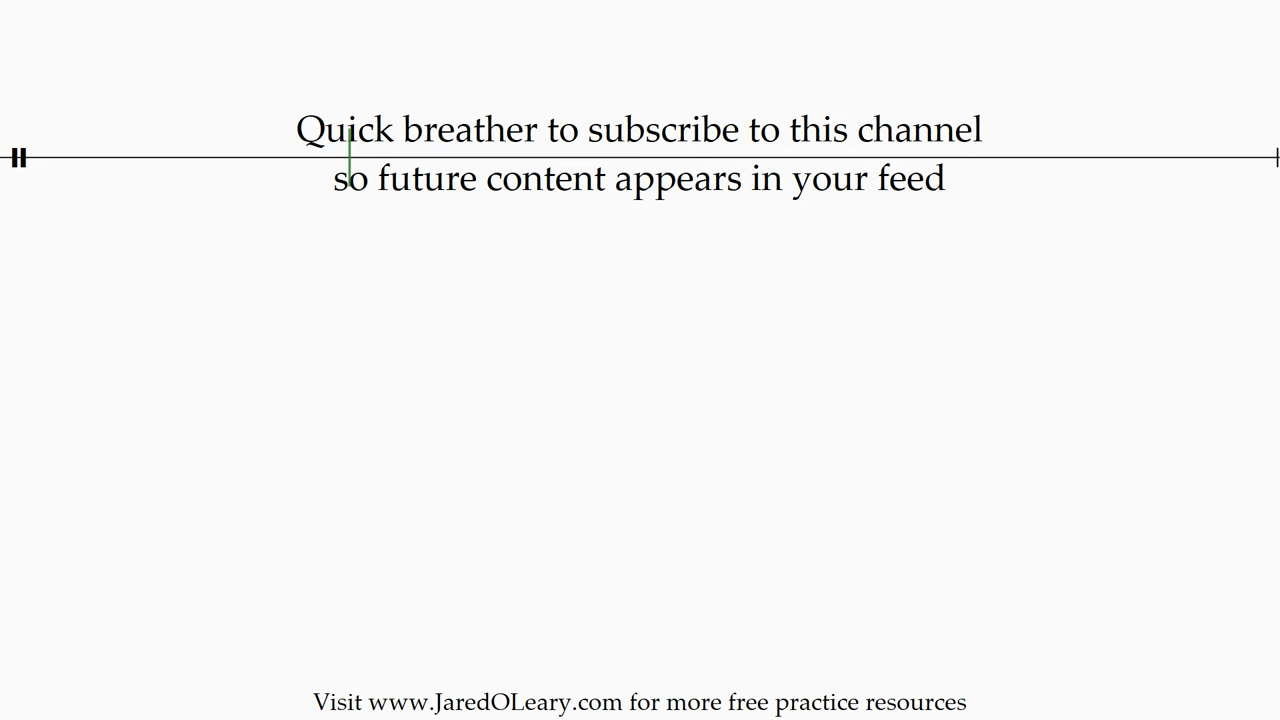 Quick breather to subscribe to this channel
so future content appears in your feed
Visit www.JaredOLeary.com for more free practice resources